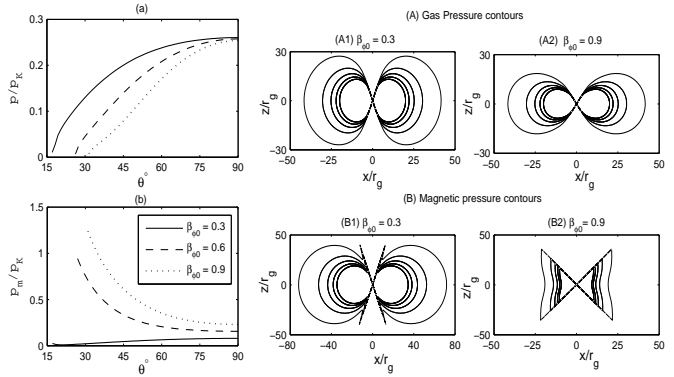 (a)
0.3
0.2
0.1
0
p/p_K
15 30 45 60 75 90
θ°
(b)
1.5
1
0.5
0
p_m/p_K
β_ϕ0 = 0.3
β_ϕ0 = 0.6
β_ϕ0 = 0.9
15 30 45 60 75 90
θ°
(A) Gas Pressure contours
(A1) β_ϕ0 = 0.3
30
0
−30
z/r_g
−50 −25 0 25 50
x/r_g
(A2) β_ϕ0 = 0.9
30
0
−30
z/r_g
−50 −25 0 25 50
x/r_g
(B) Magnetic pressure contours
(B1) β_ϕ0 = 0.3
50
0
−50
z/r_g
−80 −40 0 40 80
x/r_g
(B2) β_ϕ0 = 0.9
50
0
−50
z/r_g
−50 −25 0 25 50
x/r_g